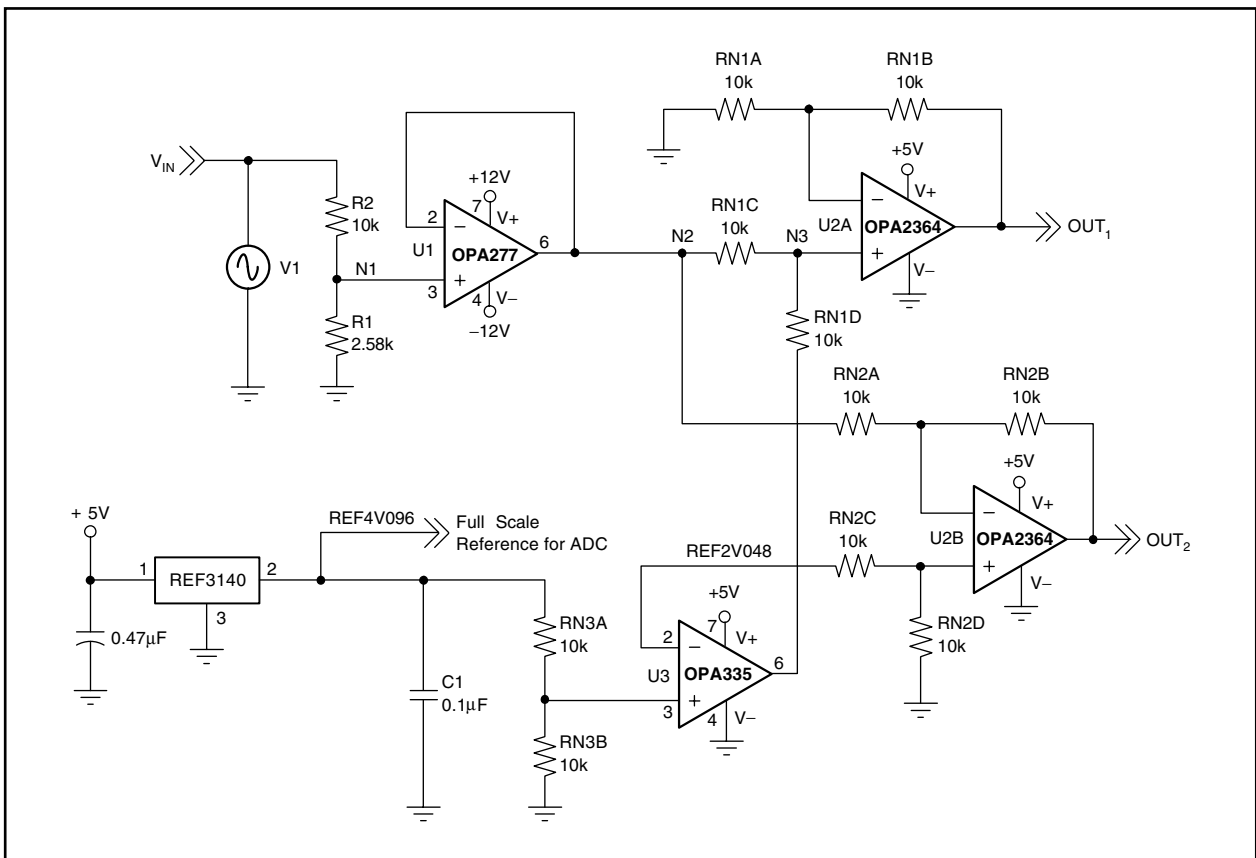 RN1A
10k
RN1B
10k
+5V
V+
−
U2A
OPA2364
+
V−
OUT1
VIN
V1
R2
10k
N1
R1
2.58k
+12V
7
V+
2
−
U1
OPA277
6
+
3
4
V−
−12V
N2
RN1C
10k
N3
RN1D
10k
RN2A
10k
RN2B
10k
+5V
V+
−
U2B
OPA2364
+
V−
OUT2
RN2C
10k
RN2D
10k
+ 5V
1
REF3140
2
3
0.47µF
REF4V096
Full Scale
Reference for ADC
C1
0.1µF
RN3A
10k
RN3B
10k
REF2V048
+5V
7
V+
2
−
U3
OPA335
6
+
3
4
V−